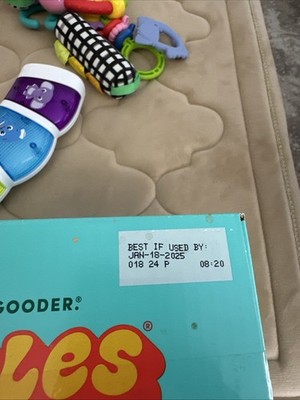 BEST IF USED BY:
JAN-18-2025
018 24 P 08:20
GOODER.®
LES®